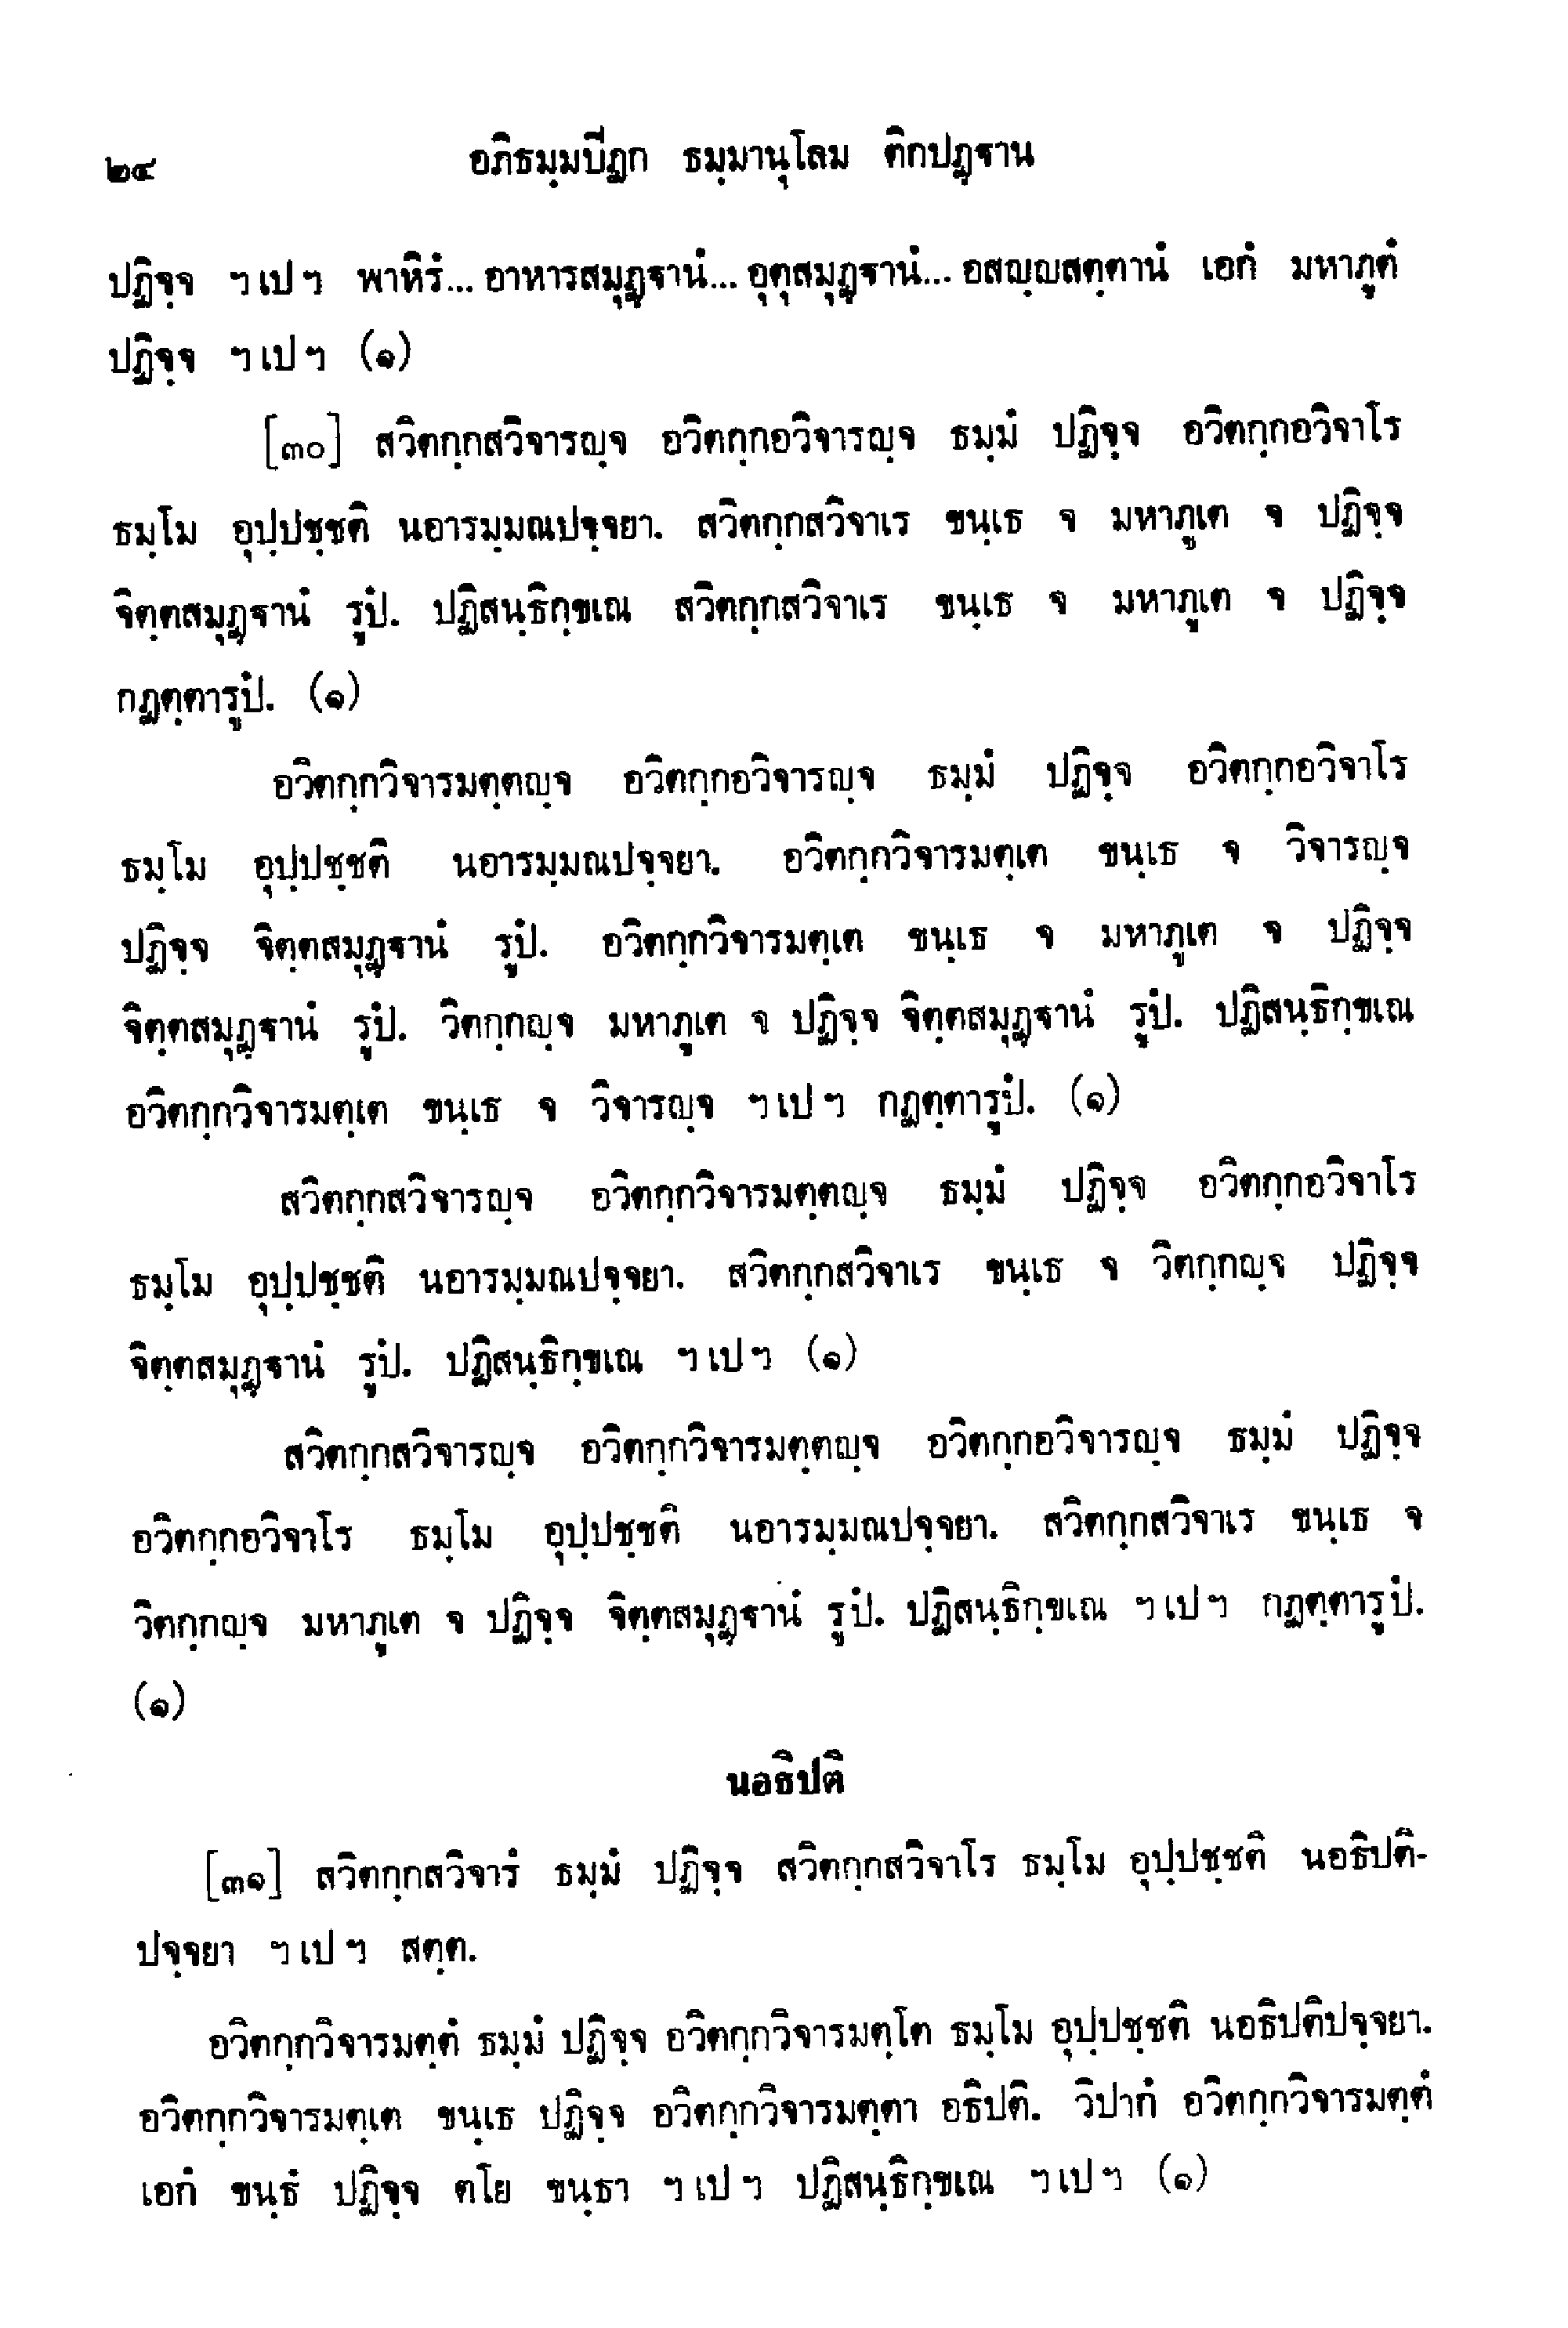 ๒๔ อภิธมฺมปีฏก ธมฺมานุโลม ติกปฏฺฐาน
ปฏิจฺจ ฯเปฯ พาหิรํ... อาหารสมุฏฺฐานํ... อุตุสมุฏฺฐานํ... อสญฺญสตฺตานํ เอกํ มหาภูตํ
ปฏิจฺจ ฯเปฯ (๑)
[๓๐] สวิตกฺกสวิจารญฺจ อวิตกฺกอวิจารญฺจ ธมฺมํ ปฏิจฺจ อวิตกฺกอวิจาโร
ธมฺโม อุปฺปชฺชติ นอารมฺมณปจฺจยา. สวิตกฺกสวิจาเร ขนฺเธ จ มหาภูเต จ ปฏิจฺจ
จิตฺตสมุฏฺฐานํ รูปํ. ปฏิสนฺธิกฺขเณ สวิตกฺกสวิจาเร ขนฺเธ จ มหาภูเต จ ปฏิจฺจ
กฏตฺตารูปํ. (๑)
อวิตกฺกวิจารมตฺตญฺจ อวิตกฺกอวิจารญฺจ ธมฺมํ ปฏิจฺจ อวิตกฺกอวิจาโร
ธมฺโม อุปฺปชฺชติ นอารมฺมณปจฺจยา. อวิตกฺกวิจารมตฺเต ขนฺเธ จ วิจารญฺจ
ปฏิจฺจ จิตฺตสมุฏฺฐานํ รูปํ. อวิตกฺกวิจารมตฺเต ขนฺเธ จ มหาภูเต จ ปฏิจฺจ
จิตฺตสมุฏฺฐานํ รูปํ. วิตกฺกญฺจ มหาภูเต จ ปฏิจฺจ จิตฺตสมุฏฺฐานํ รูปํ. ปฏิสนฺธิกฺขเณ
อวิตกฺกวิจารมตฺเต ขนฺเธ จ วิจารญฺจ ฯเปฯ กฏตฺตารูปํ. (๑)
สวิตกฺกสวิจารญฺจ อวิตกฺกวิจารมตฺตญฺจ ธมฺมํ ปฏิจฺจ อวิตกฺกอวิจาโร
ธมฺโม อุปฺปชฺชติ นอารมฺมณปจฺจยา. สวิตกฺกสวิจาเร ขนฺเธ จ วิตกฺกญฺจ ปฏิจฺจ
จิตฺตสมุฏฺฐานํ รูปํ. ปฏิสนฺธิกฺขเณ ฯเปฯ (๑)
สวิตกฺกสวิจารญฺจ อวิตกฺกวิจารมตฺตญฺจ อวิตกฺกอวิจารญฺจ ธมฺมํ ปฏิจฺจ
อวิตกฺกอวิจาโร ธมฺโม อุปฺปชฺชติ นอารมฺมณปจฺจยา. สวิตกฺกสวิจาเร ขนฺเธ จ
วิตกฺกญฺจ มหาภูเต จ ปฏิจฺจ จิตฺตสมุฏฺฐานํ รูปํ. ปฏิสนฺธิกฺขเณ ฯเปฯ กฏตฺตารูปํ.
(๑)
นอธิปติ
[๓๑] สวิตกฺกสวิจารํ ธมฺมํ ปฏิจฺจ สวิตกฺกสวิจาโร ธมฺโม อุปฺปชฺชติ นอธิปติ-
ปจฺจยา ฯเปฯ สตฺต.
อวิตกฺกวิจารมตฺตํ ธมฺมํ ปฏิจฺจ อวิตกฺกวิจารมตฺโต ธมฺโม อุปฺปชฺชติ นอธิปติปจฺจยา.
อวิตกฺกวิจารมตฺเต ขนฺเธ ปฏิจฺจ อวิตกฺกวิจารมตฺตา อธิปติ. วิปากํ อวิตกฺกวิจารมตฺตํ
เอกํ ขนฺธํ ปฏิจฺจ ตโย ขนฺธา ฯเปฯ ปฏิสนฺธิกฺขเณ ฯเปฯ (๑)